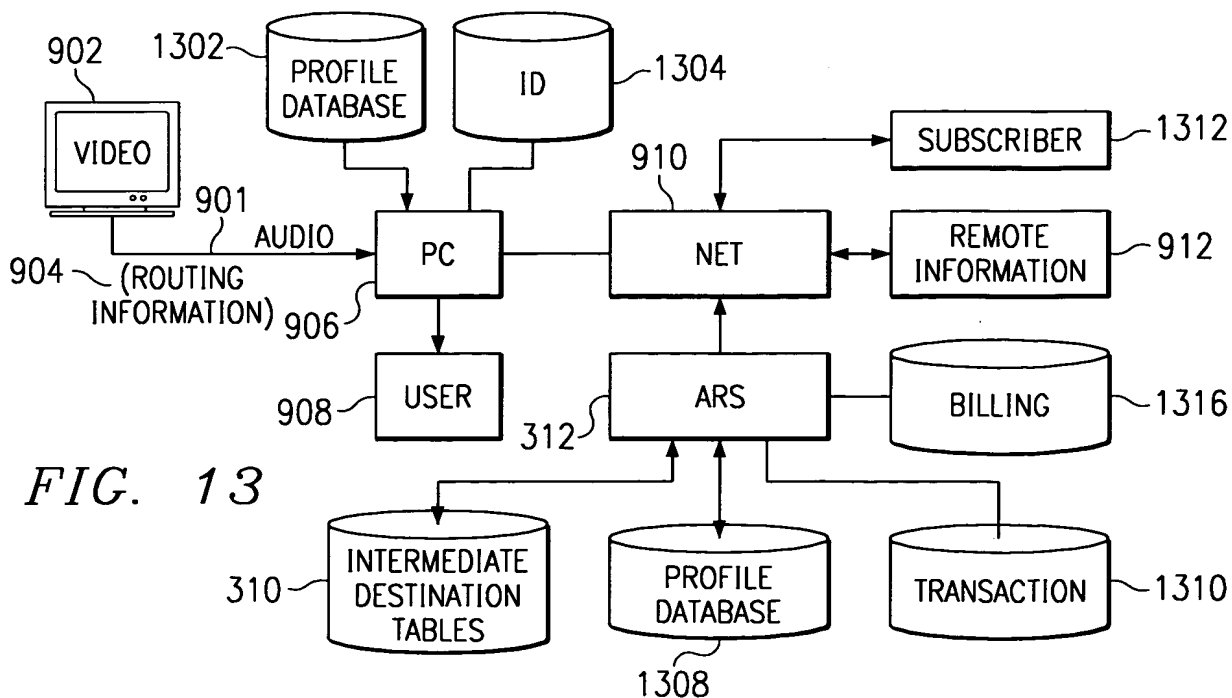 1302
902
PROFILE
DATABASE
ID
1304
VIDEO
910
SUBSCRIBER
1312
901
AUDIO
PC
NET
REMOTE
INFORMATION
912
904
(ROUTING
INFORMATION)
906
USER
908
ARS
312
BILLING
1316
FIG. 13
INTERMEDIATE
DESTINATION
TABLES
310
PROFILE
DATABASE
1308
TRANSACTION
1310